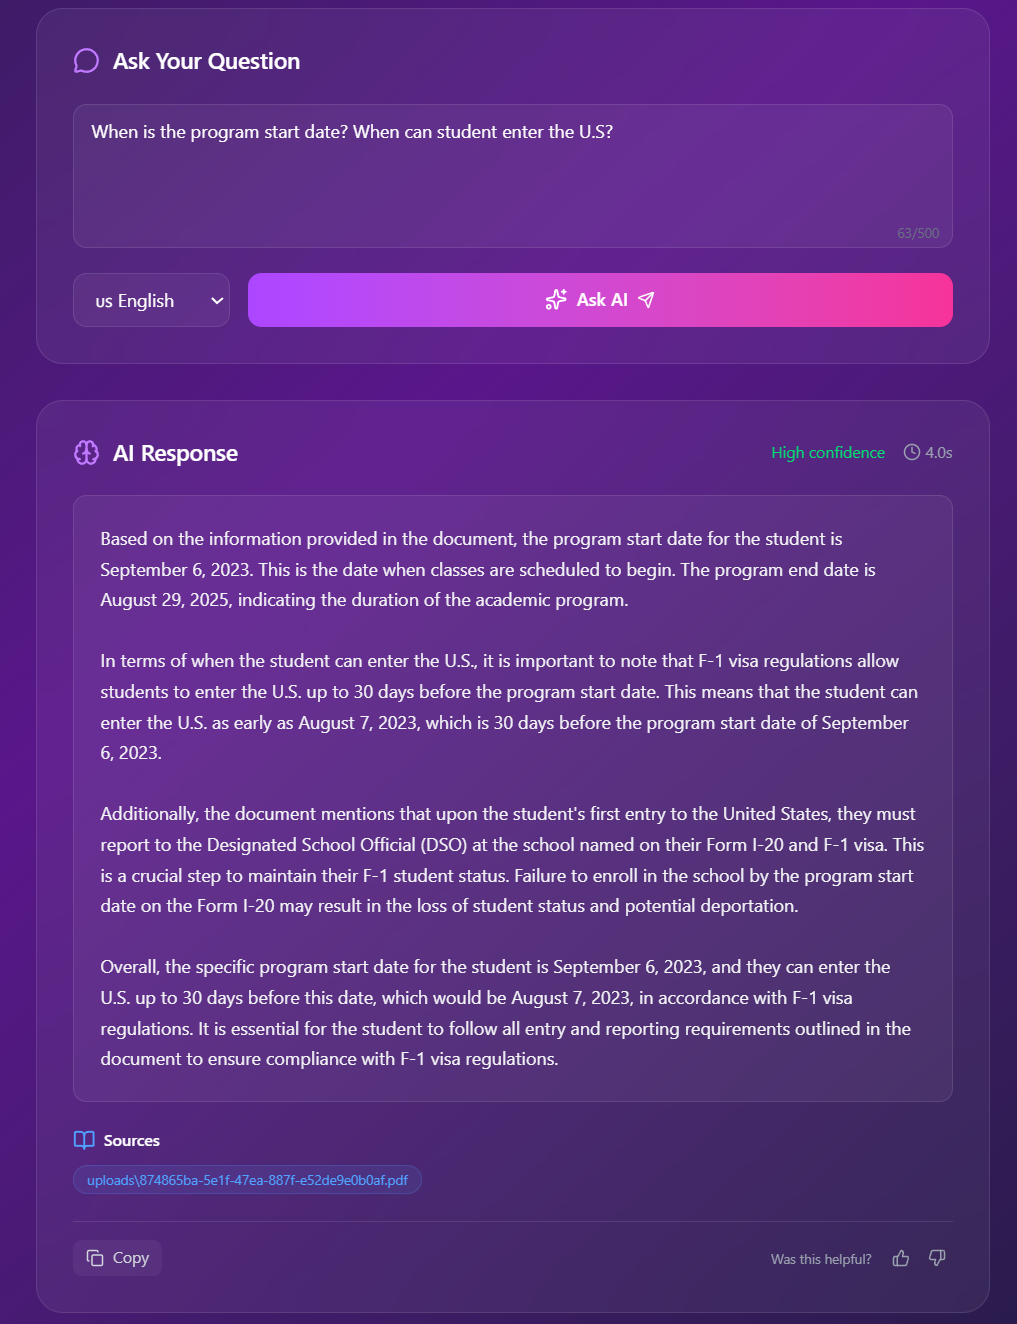 Ask Your Question
When is the program start date? When can student enter the U.S?
63/500
us English
Ask AI
AI Response
High confidence
4.0s
Based on the information provided in the document, the program start date for the student is
September 6, 2023. This is the date when classes are scheduled to begin. The program end date is
August 29, 2025, indicating the duration of the academic program.
In terms of when the student can enter the U.S., it is important to note that F-1 visa regulations allow
students to enter the U.S. up to 30 days before the program start date. This means that the student can
enter the U.S. as early as August 7, 2023, which is 30 days before the program start date of September
6, 2023.
Additionally, the document mentions that upon the student's first entry to the United States, they must
report to the Designated School Official (DSO) at the school named on their Form I-20 and F-1 visa. This
is a crucial step to maintain their F-1 student status. Failure to enroll in the school by the program start
date on the Form I-20 may result in the loss of student status and potential deportation.
Overall, the specific program start date for the student is September 6, 2023, and they can enter the
U.S. up to 30 days before this date, which would be August 7, 2023, in accordance with F-1 visa
regulations. It is essential for the student to follow all entry and reporting requirements outlined in the
document to ensure compliance with F-1 visa regulations.
Sources
uploads\874865ba-5e1f-47ea-887f-e52de9e0b0af.pdf
Copy
Was this helpful?